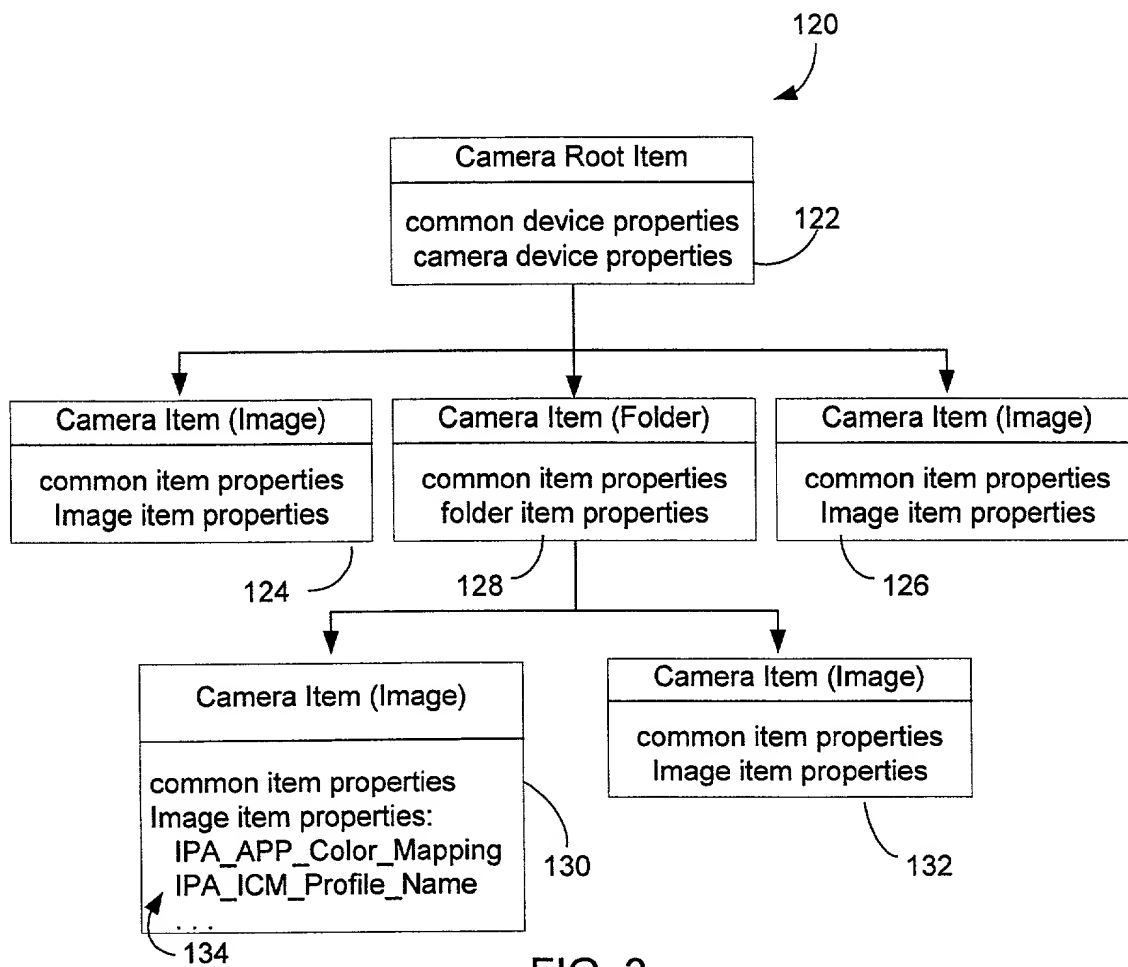 120
Camera Root Item
common device properties
camera device properties
122
Camera Item (Image)
common item properties
Image item properties
124
Camera Item (Folder)
common item properties
folder item properties
128
Camera Item (Image)
common item properties
Image item properties
126
Camera Item (Image)
common item properties
Image item properties:
IPA_APP_Color_Mapping
IPA_ICM_Profile_Name
. . .
130
134
Camera Item (Image)
common item properties
Image item properties
132